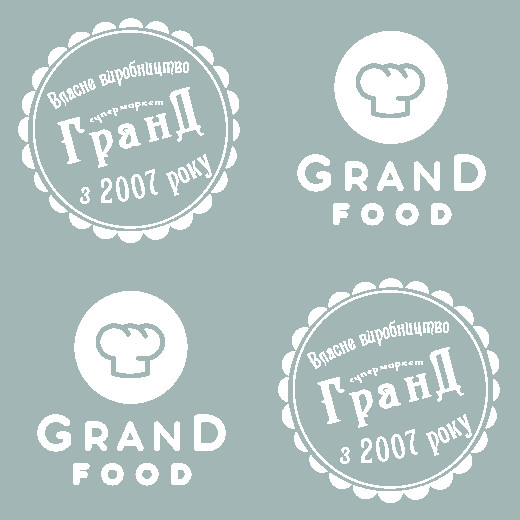 Власне виробництво
супермаркет
ГранД
з 2007 року
GRAND
FOOD
GRAND
FOOD
Власне виробництво
супермаркет
ГранД
з 2007 року